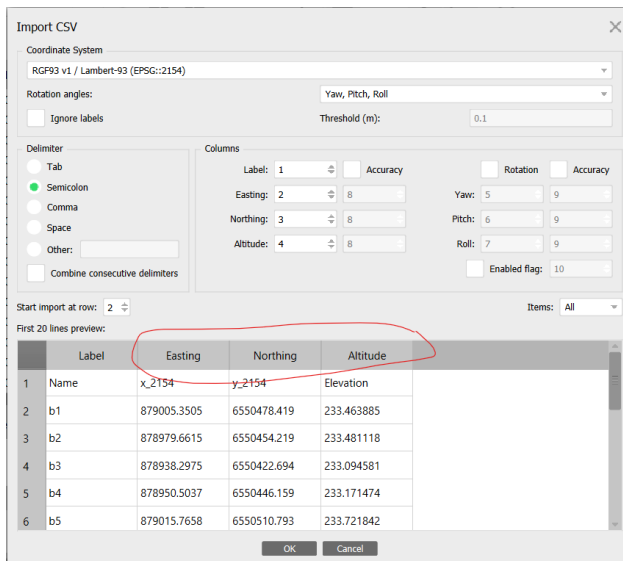 Import CSV
Coordinate System
RGF93 v1 / Lambert-93 (EPSG::2154)
Rotation angles: Yaw, Pitch, Roll
Ignore labels Threshold (m): 0.1
Delimiter
Tab
Semicolon
Comma
Space
Other:
Combine consecutive delimiters
Columns
Label: 1 Accuracy Rotation Accuracy
Easting: 2 8 Yaw: 5 9
Northing: 3 8 Pitch: 6 9
Altitude: 4 8 Roll: 7 9
Enabled flag: 10
Start import at row: 2 Items: All
First 20 lines preview:
Label Easting Northing Altitude
1 Name x_2154 y_2154 Elevation
2 b1 879005.3505 6550478.419 233.463885
3 b2 878979.6615 6550454.219 233.481118
4 b3 878938.2975 6550422.694 233.094581
5 b4 878950.5037 6550446.159 233.171474
6 b5 879015.7658 6550510.793 233.721842
OK Cancel